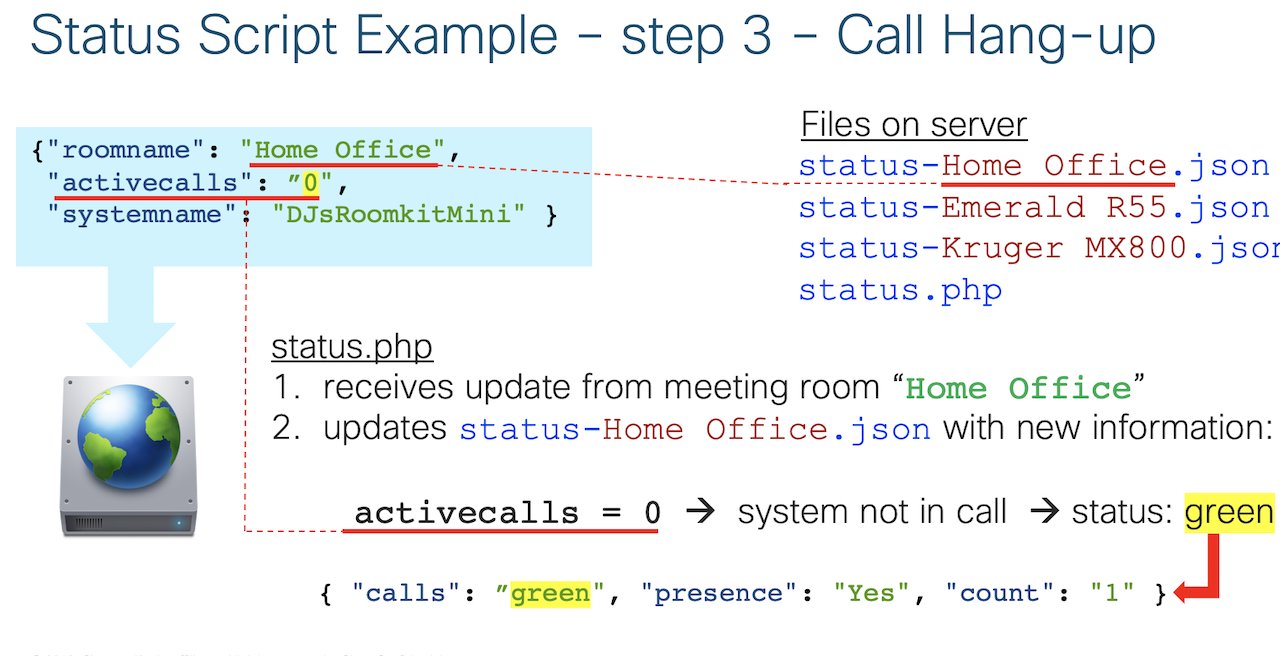 Status Script Example – step 3 – Call Hang-up
{"roomname": "Home Office",
"activecalls": ”0",
"systemname": "DJsRoomkitMini" }
Files on server
status-Home Office.json
status-Emerald R55.json
status-Kruger MX800.json
status.php
status.php
1. receives update from meeting room “Home Office”
2. updates status-Home Office.json with new information:
activecalls = 0 → system not in call → status: green
{ "calls": ”green", "presence": "Yes", "count": "1" }